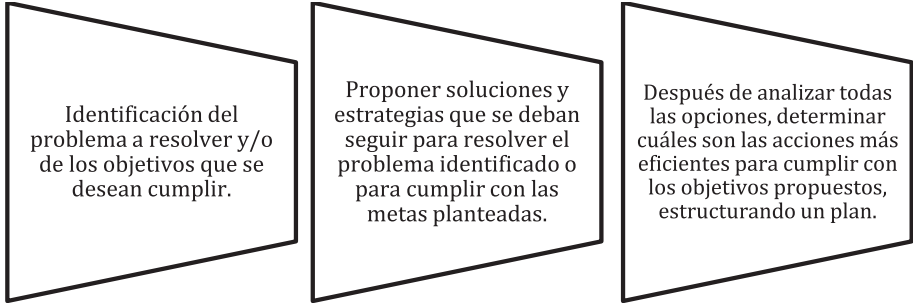 Identificación del
problema a resolver y/o
de los objetivos que se
desean cumplir.
Proponer soluciones y
estrategias que se deban
seguir para resolver el
problema identificado o
para cumplir con las
metas planteadas.
Después de analizar todas
las opciones, determinar
cuáles son las acciones más
eficientes para cumplir con
los objetivos propuestos,
estructurando un plan.